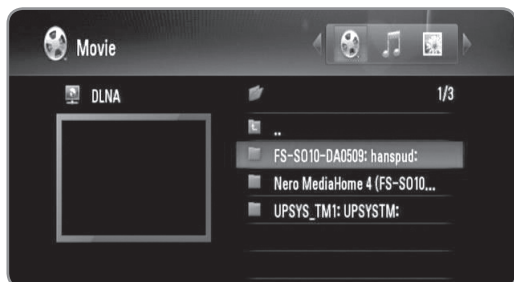 Movie
DLNA
1/3
..
FS-SO10-DA0509: hanspud:
Nero MediaHome 4 (FS-SO10...
UPSYS_TM1: UPSYSTM: